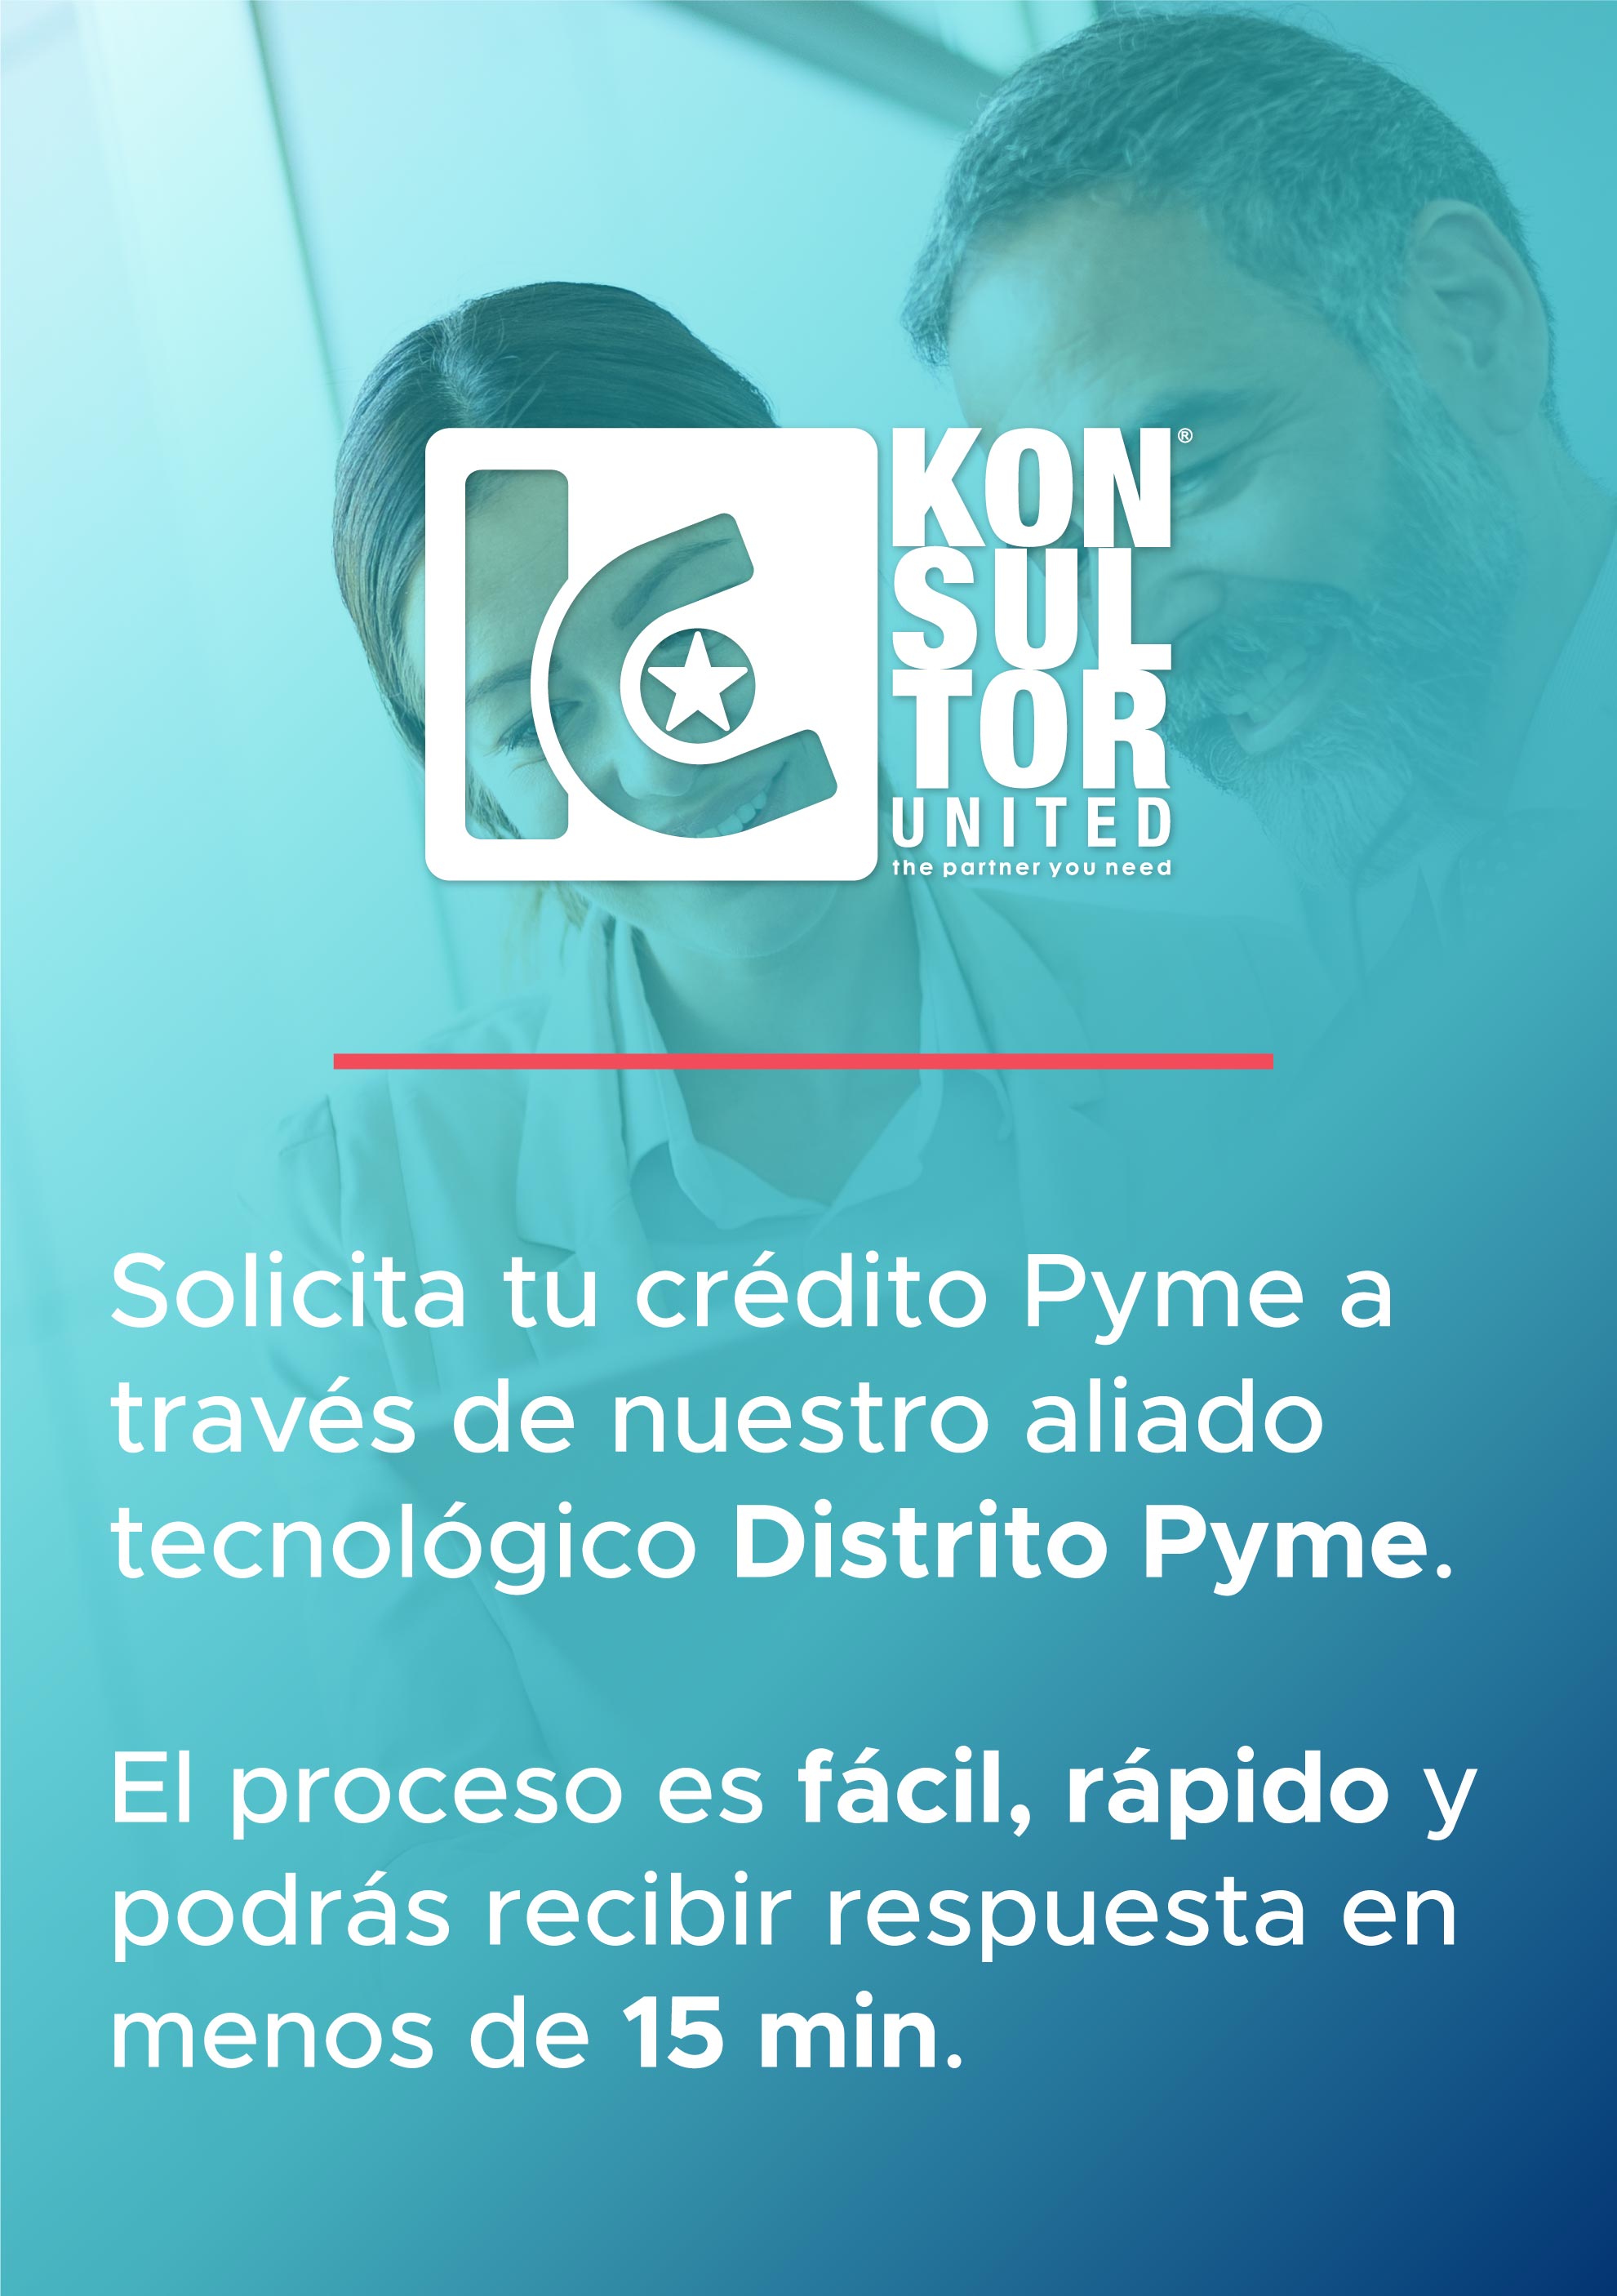 KON®
SUL
TOR
UNITED
the partner you need
Solicita tu crédito Pyme a
través de nuestro aliado
tecnológico Distrito Pyme.
El proceso es fácil, rápido y
podrás recibir respuesta en
menos de 15 min.